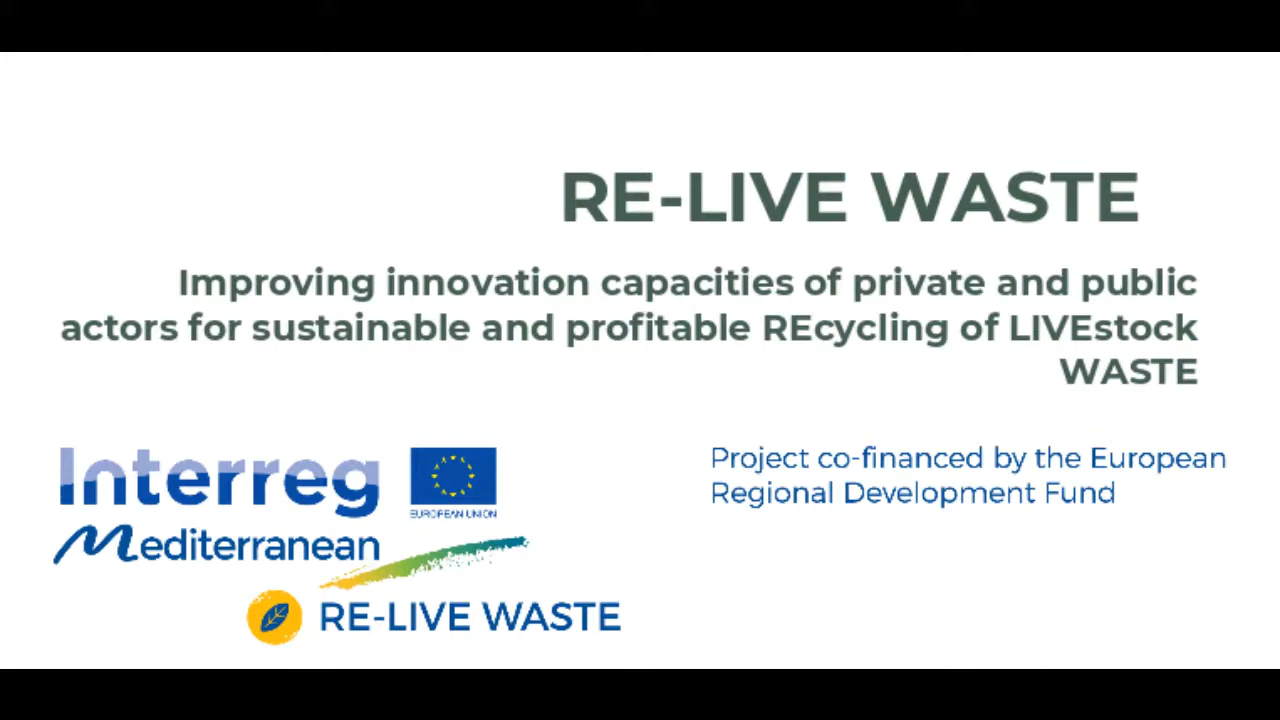 RE-LIVE WASTE
Improving innovation capacities of private and public
actors for sustainable and profitable REcycling of LIVEstock
WASTE
Interreg
Mediterranean
EUROPEAN UNION
RE-LIVE WASTE
Project co-financed by the European
Regional Development Fund